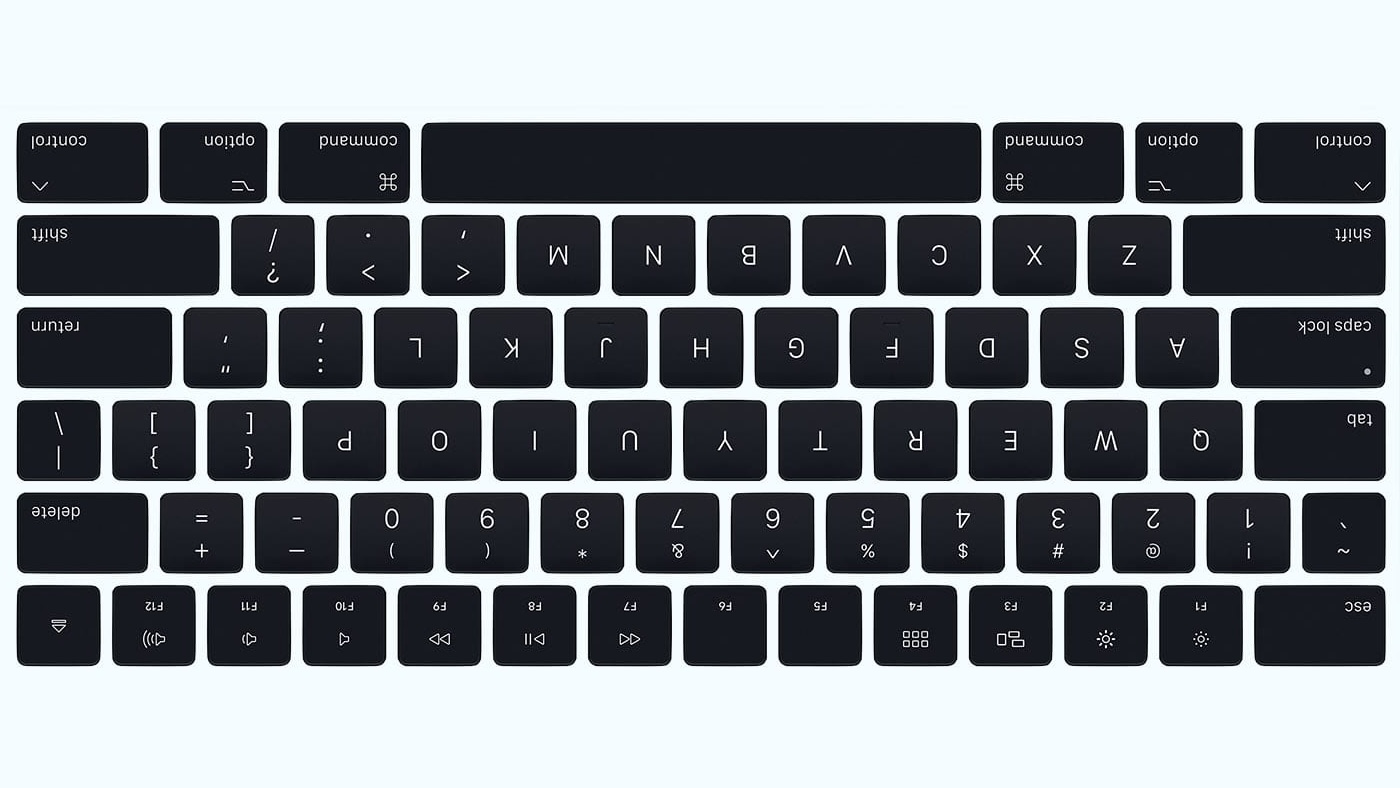 esc F1 F2 F3 F4 F5 F6 F7 F8 F9 F10 F11 F12
~ ! @ # $ % ^ & * ( ) — +
` 1 2 3 4 5 6 7 8 9 0 - =
delete
tab Q W E R T Y U I O P { } |
[ ] \
caps lock A S D F G H J K L : "
; '
return
shift Z X C V B N M < > ?
, . /
shift
control option command command option control